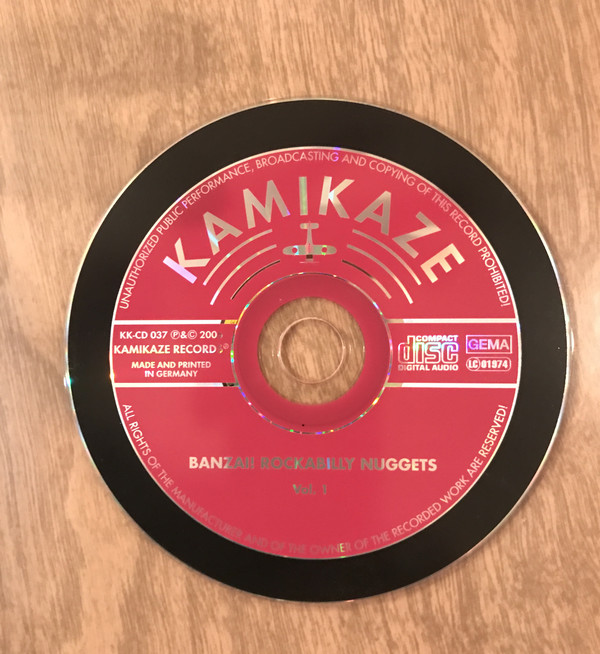 UNAUTHORIZED PUBLIC PERFORMANCE, BROADCASTING AND COPYING OF THIS RECORD PROHIBITED!
KAMIKAZE
KK-CD 037 Ⓟ&© 200
KAMIKAZE RECORDS
MADE AND PRINTED
IN GERMANY
COMPACT
disc
DIGITAL AUDIO
GEMA
LC 01974
BANZAI! ROCKABILLY NUGGETS
Vol. 1
ALL RIGHTS OF THE MANUFACTURER AND OF THE OWNER OF THE RECORDED WORK ARE RESERVED!